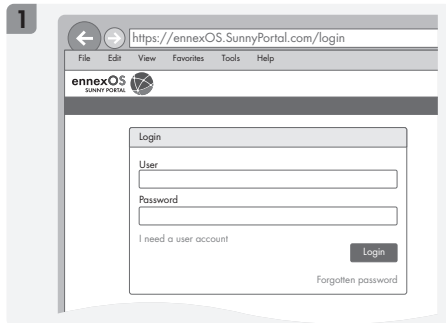 1
https://ennexOS.SunnyPortal.com/login
File Edit View Favorites Tools Help
ennexOS
SUNNY PORTAL
Login
User
Password
I need a user account
Login
Forgotten password